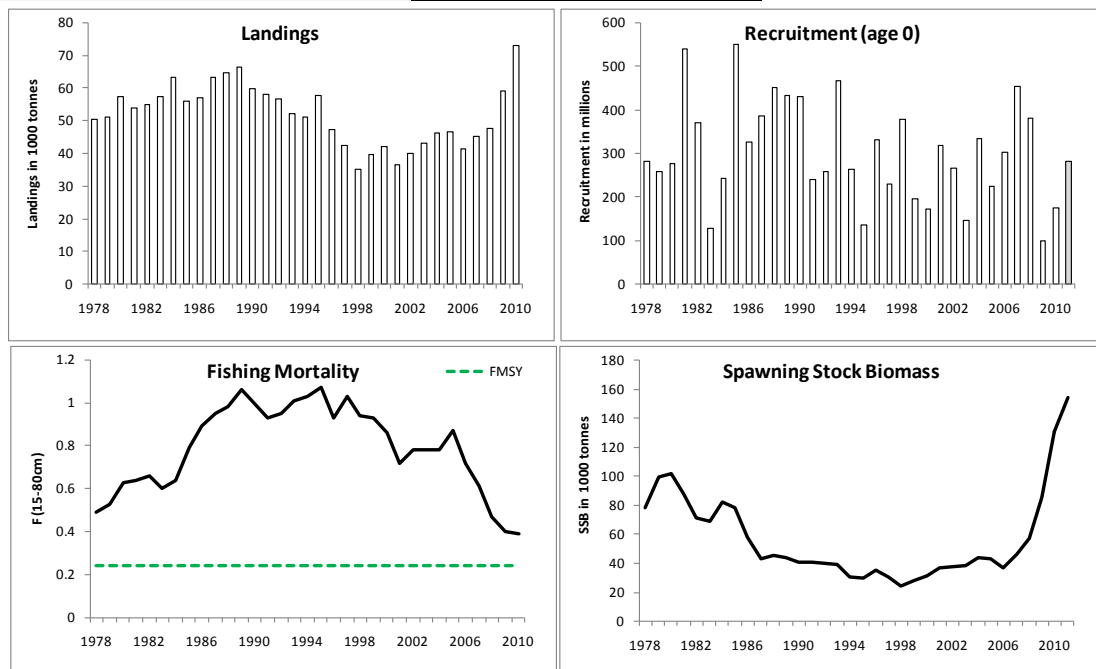 Landings
Landings in 1000 tonnes
80
70
60
50
40
30
20
10
0
1978 1982 1986 1990 1994 1998 2002 2006 2010
Recruitment (age 0)
Recruitment in millions
600
500
400
300
200
100
0
1978 1982 1986 1990 1994 1998 2002 2006 2010
Fishing Mortality
FMSY
F (15-80cm)
1.2
1
0.8
0.6
0.4
0.2
0
1978 1982 1986 1990 1994 1998 2002 2006 2010
Spawning Stock Biomass
SSB in 1000 tonnes
180
160
140
120
100
80
60
40
20
0
1978 1982 1986 1990 1994 1998 2002 2006 2010